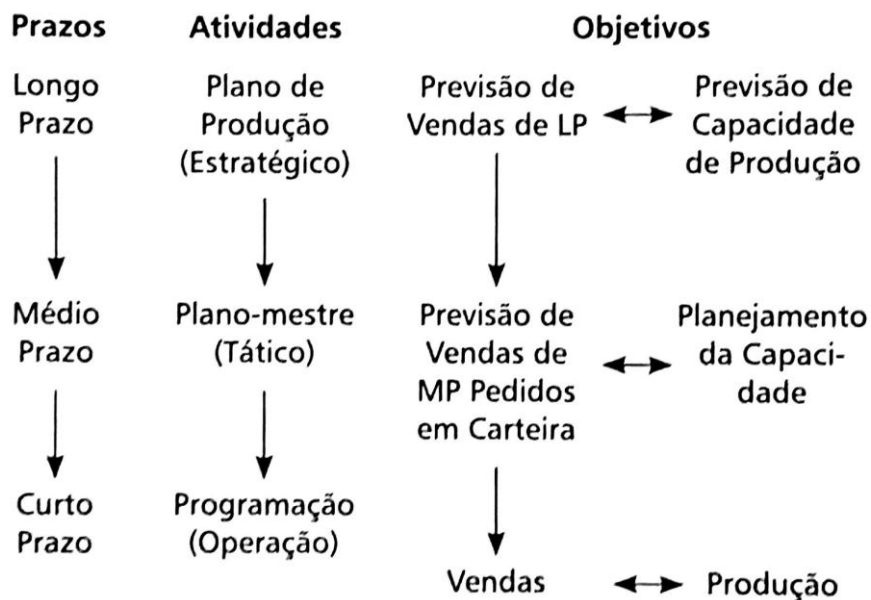 Prazos Atividades Objetivos
Longo Plano de Previsão de Previsão de
Prazo Produção Vendas de LP Capacidade
(Estratégico) de Produção
Médio Plano-mestre Previsão de Planejamento
Prazo (Tático) Vendas de da Capaci-
MP Pedidos dade
em Carteira
Curto Programação
Prazo (Operação)
Vendas Produção